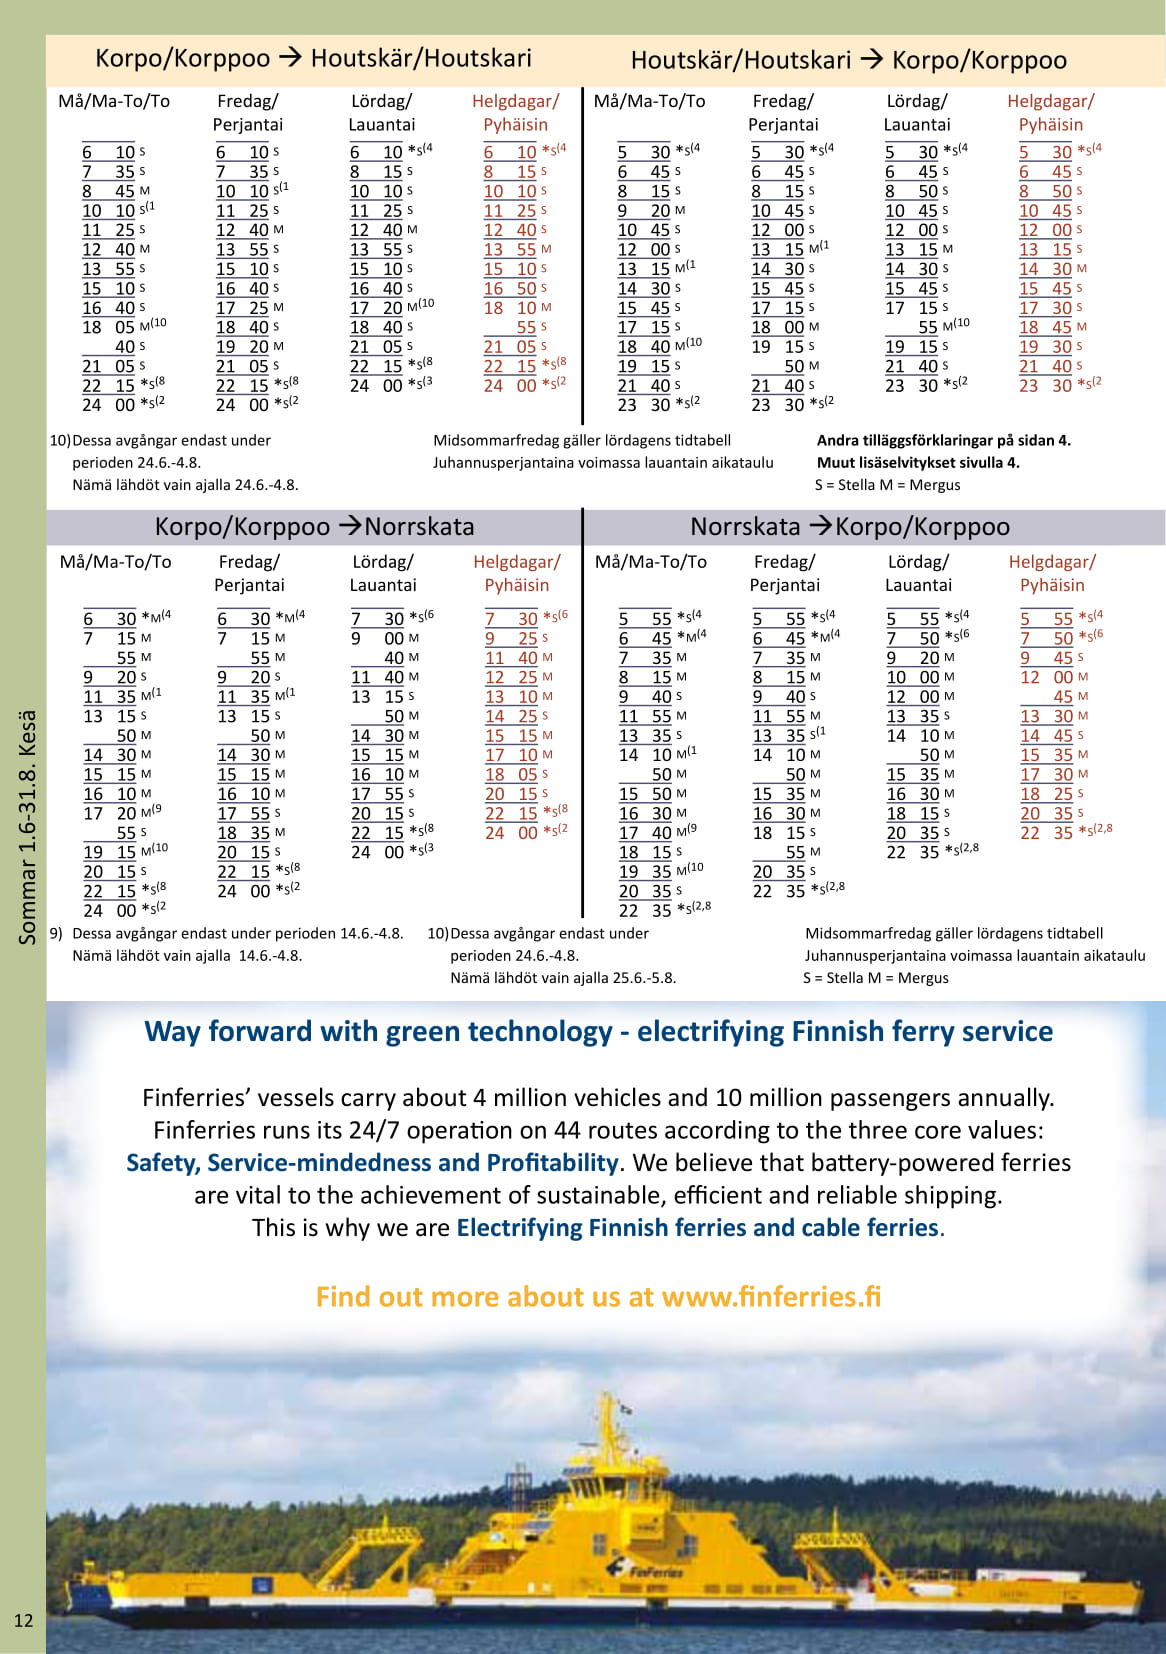 Korpo/Korppoo → Houtskär/Houtskari
Houtskär/Houtskari → Korpo/Korppoo
Må/Ma-To/To Fredag/ Lördag/ Helgdagar/ Må/Ma-To/To Fredag/ Lördag/ Helgdagar/
Perjantai Lauantai Pyhäisin Perjantai Lauantai Pyhäisin
6 10 S 6 10 S 6 10 *S(4 6 10 *S(4 5 30 *S(4 5 30 *S(4 5 30 *S(4 5 30 *S(4
7 35 S 7 35 S 8 15 S 8 15 S 6 45 S 6 45 S 6 45 S 6 45 S
8 45 M 10 10 S(1 10 10 S 10 10 S 8 15 S 8 15 S 8 50 S 8 50 S
10 10 S(1 11 25 S 11 25 S 11 25 S 9 20 M 10 45 S 10 45 S 10 45 S
11 25 S 12 40 M 12 40 M 12 40 S 10 45 S 12 00 S 12 00 S 12 00 S
12 40 M 13 55 S 13 55 S 13 55 M 12 00 S 13 15 M(1 13 15 M 13 15 S
13 55 S 15 10 S 15 10 S 15 10 S 13 15 M(1 14 30 S 14 30 S 14 30 M
15 10 S 16 40 S 16 40 S 16 50 S 14 30 S 15 45 S 15 45 S 15 45 S
16 40 S 17 25 M 17 20 M(10 18 10 M 15 45 S 17 15 S 17 15 S 17 30 S
18 05 M(10 18 40 S 18 40 S 55 S 17 15 S 18 00 M 55 M(10 18 45 M
40 S 19 20 M 21 05 S 21 05 S 18 40 M(10 19 15 S 19 15 S 19 30 S
21 05 S 21 05 S 22 15 *S(8 22 15 *S(8 19 15 S 50 M 21 40 S 21 40 S
22 15 *S(8 22 15 *S(8 24 00 *S(3 24 00 *S(2 21 40 S 21 40 S 23 30 *S(2 23 30 *S(2
24 00 *S(2 24 00 *S(2 23 30 *S(2 23 30 *S(2
10) Dessa avgångar endast under Midsommarfredag gäller lördagens tidtabell Andra tilläggsförklaringar på sidan 4.
perioden 24.6.-4.8. Juhannusperjantaina voimassa lauantain aikataulu Muut lisäselvitykset sivulla 4.
Nämä lähdöt vain ajalla 24.6.-4.8. S = Stella M = Mergus
Korpo/Korppoo →Norrskata
Norrskata →Korpo/Korppoo
Må/Ma-To/To Fredag/ Lördag/ Helgdagar/ Må/Ma-To/To Fredag/ Lördag/ Helgdagar/
Perjantai Lauantai Pyhäisin Perjantai Lauantai Pyhäisin
6 30 *M(4 6 30 *M(4 7 30 *S(6 7 30 *S(6 5 55 *S(4 5 55 *S(4 5 55 *S(4 5 55 *S(4
7 15 M 7 15 M 9 00 M 9 25 S 6 45 *M(4 6 45 *M(4 7 50 *S(6 7 50 *S(6
55 M 55 M 40 M 11 40 M 7 35 M 7 35 M 9 20 M 9 45 S
9 20 S 9 20 S 11 40 M 12 25 M 8 15 M 8 15 M 10 00 M 12 00 M
11 35 M(1 11 35 M(1 13 15 S 13 10 M 9 40 S 9 40 S 12 00 M 45 M
13 15 S 13 15 S 50 M 14 25 S 11 55 M 11 55 M 13 35 S 13 30 M
50 M 50 M 14 30 M 15 15 M 13 35 S 13 35 S(1 14 10 M 14 45 S
14 30 M 14 30 M 15 15 M 17 10 M 14 10 M(1 14 10 M 50 M 15 35 M
15 15 M 15 15 M 16 10 M 18 05 S 50 M 50 M 15 35 M 17 30 M
16 10 M 16 10 M 17 55 S 20 15 S 15 50 M 15 35 M 16 30 M 18 25 S
17 20 M(9 17 55 S 20 15 S 22 15 *S(8 16 30 M 16 30 M 18 15 S 20 35 S
55 S 18 35 M 22 15 *S(8 24 00 *S(2 17 40 M(9 18 15 S 20 35 S 22 35 *S(2,8
19 15 M(10 20 15 S 24 00 *S(3 18 15 S 55 M 22 35 *S(2,8
20 15 S 22 15 *S(8 19 35 M(10 20 35 S
22 15 *S(8 24 00 *S(2 20 35 S 22 35 *S(2,8
24 00 *S(2 22 35 *S(2,8
9) Dessa avgångar endast under perioden 14.6.-4.8. 10) Dessa avgångar endast under Midsommarfredag gäller lördagens tidtabell
Nämä lähdöt vain ajalla 14.6.-4.8. perioden 24.6.-4.8. Juhannusperjantaina voimassa lauantain aikataulu
Nämä lähdöt vain ajalla 25.6.-5.8. S = Stella M = Mergus
Sommar 1.6-31.8. Kesä
Way forward with green technology - electrifying Finnish ferry service
Finferries’ vessels carry about 4 million vehicles and 10 million passengers annually.
Finferries runs its 24/7 operation on 44 routes according to the three core values:
Safety, Service-mindedness and Profitability. We believe that battery-powered ferries
are vital to the achievement of sustainable, efficient and reliable shipping.
This is why we are Electrifying Finnish ferries and cable ferries.
Find out more about us at www.finferries.fi
FinFerries
12